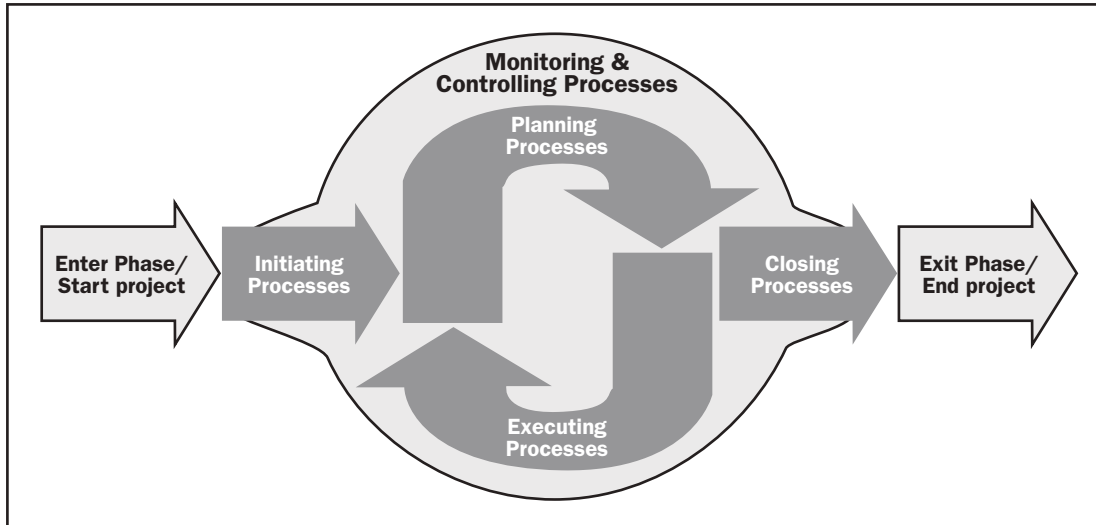 Monitoring &
Controlling Processes
Planning
Processes
Enter Phase/
Start project
Initiating
Processes
Closing
Processes
Exit Phase/
End project
Executing
Processes